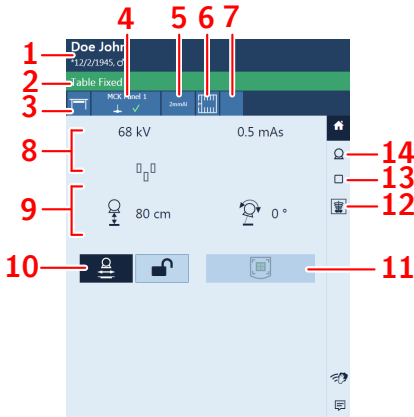 Doe John
*12/2/1945, ♂
Table Fixed
MCK Panel 1
2mmAl
68 kV 0.5 mAs
80 cm 0 °
1
2
3
4
5
6
7
8
9
10
11
12
13
14